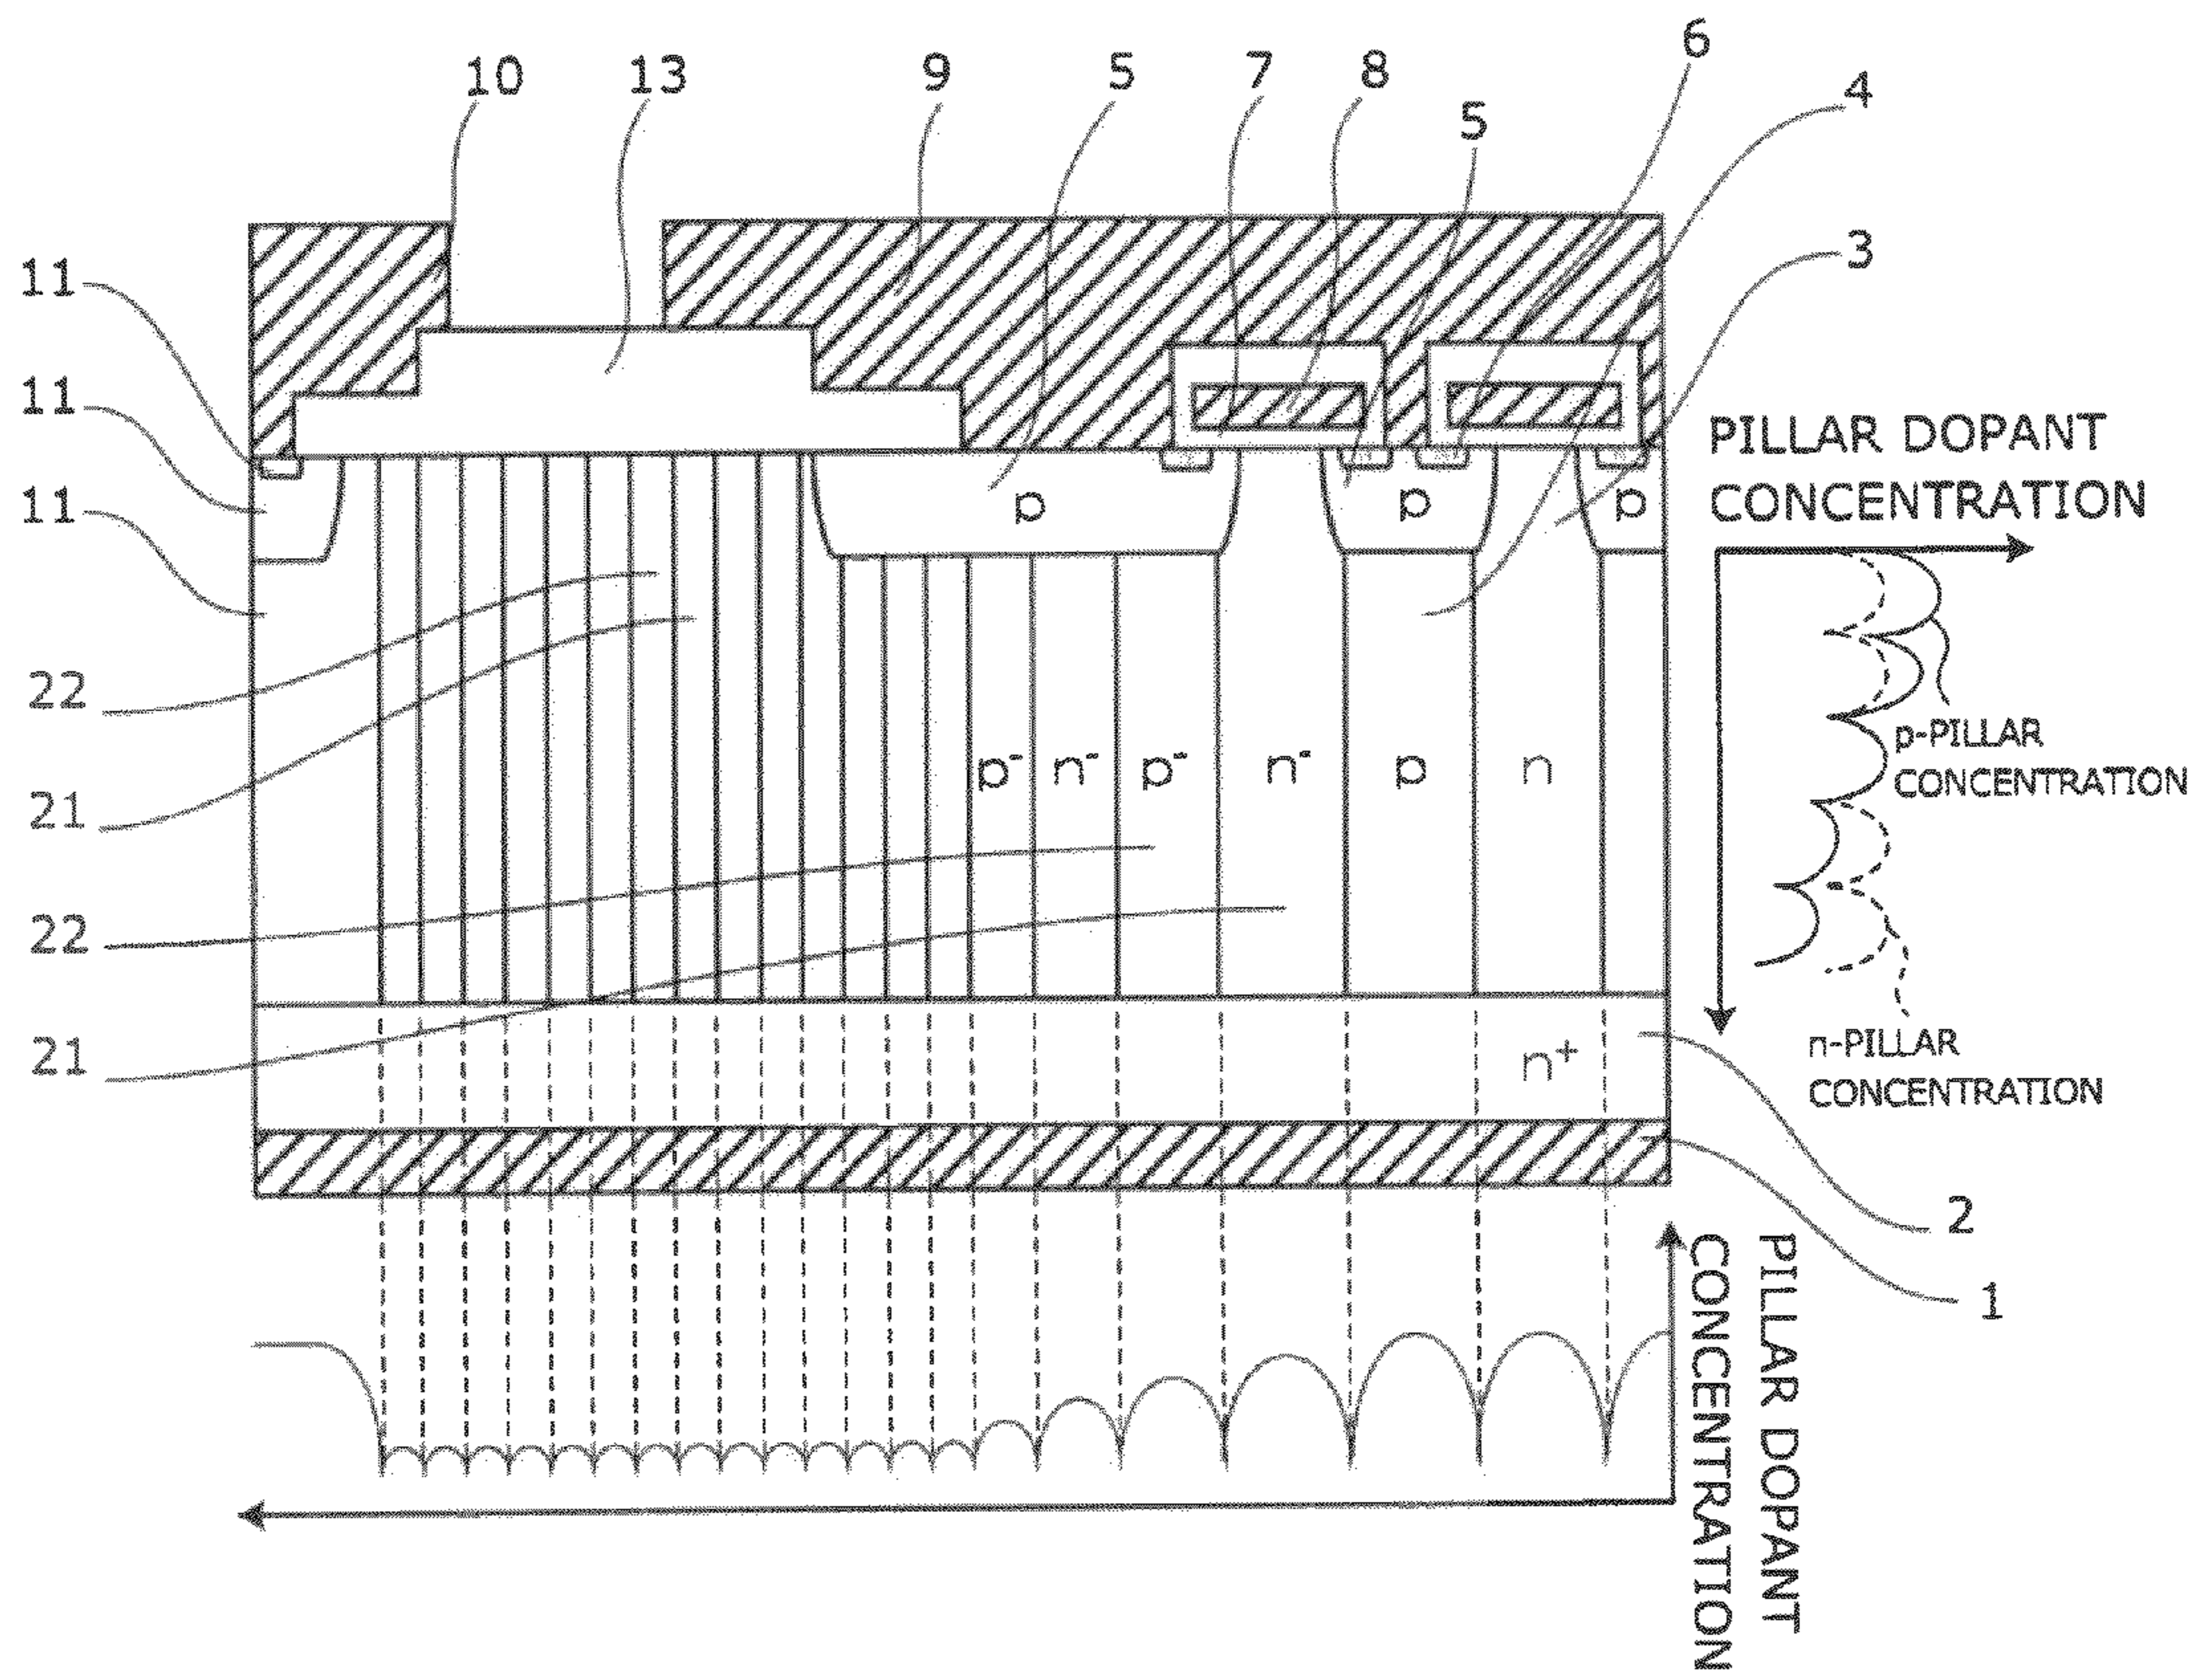 10 13 9 5 7 8 5 6 4
3
11
11
11
p p p
PILLAR DOPANT
CONCENTRATION
22
21
p⁻ n⁻ p⁻ n⁻ p n
p-PILLAR
CONCENTRATION
22
21
n⁺
n-PILLAR
CONCENTRATION
2
1
PILLAR DOPANT
CONCENTRATION